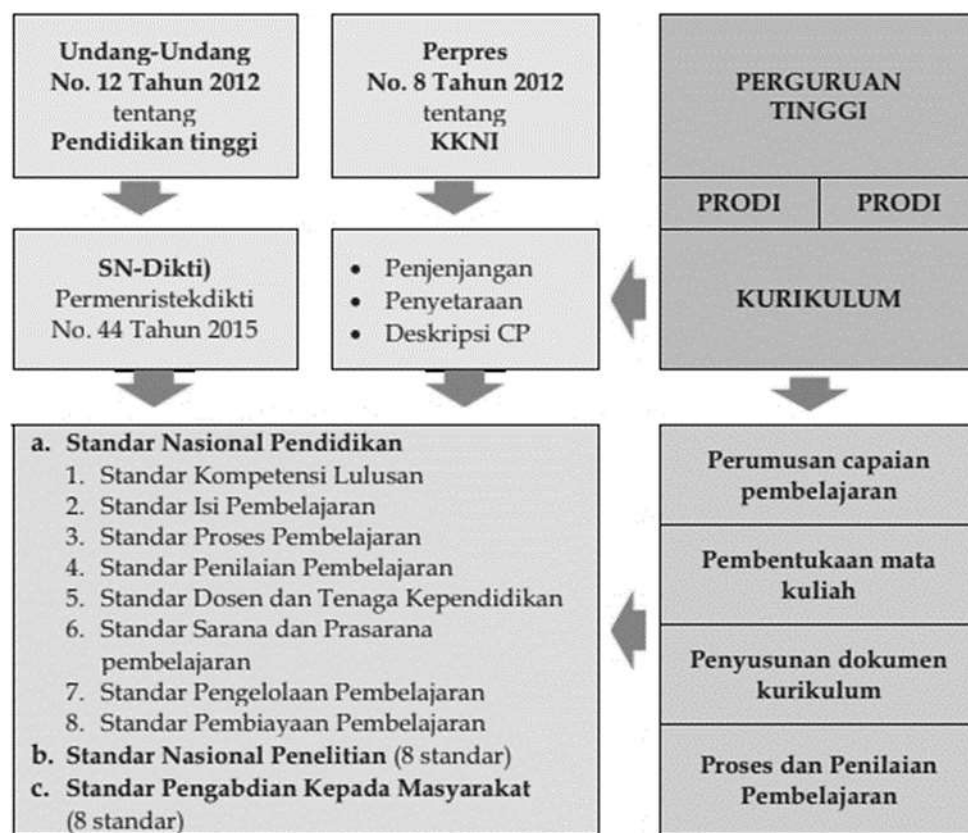 Undang-Undang
No. 12 Tahun 2012
tentang
Pendidikan tinggi
Perpres
No. 8 Tahun 2012
tentang
KKNI
PERGURUAN
TINGGI
PRODI
PRODI
KURIKULUM
SN-Dikti)
Permenristekdikti
No. 44 Tahun 2015
• Penjenjangan
• Penyetaraan
• Deskripsi CP
a. Standar Nasional Pendidikan
1. Standar Kompetensi Lulusan
2. Standar Isi Pembelajaran
3. Standar Proses Pembelajaran
4. Standar Penilaian Pembelajaran
5. Standar Dosen dan Tenaga Kependidikan
6. Standar Sarana dan Prasarana
pembelajaran
7. Standar Pengelolaan Pembelajaran
8. Standar Pembiayaan Pembelajaran
b. Standar Nasional Penelitian (8 standar)
c. Standar Pengabdian Kepada Masyarakat
(8 standar)
Perumusan capaian
pembelajaran
Pembentukaan mata
kuliah
Penyusunan dokumen
kurikulum
Proses dan Penilaian
Pembelajaran